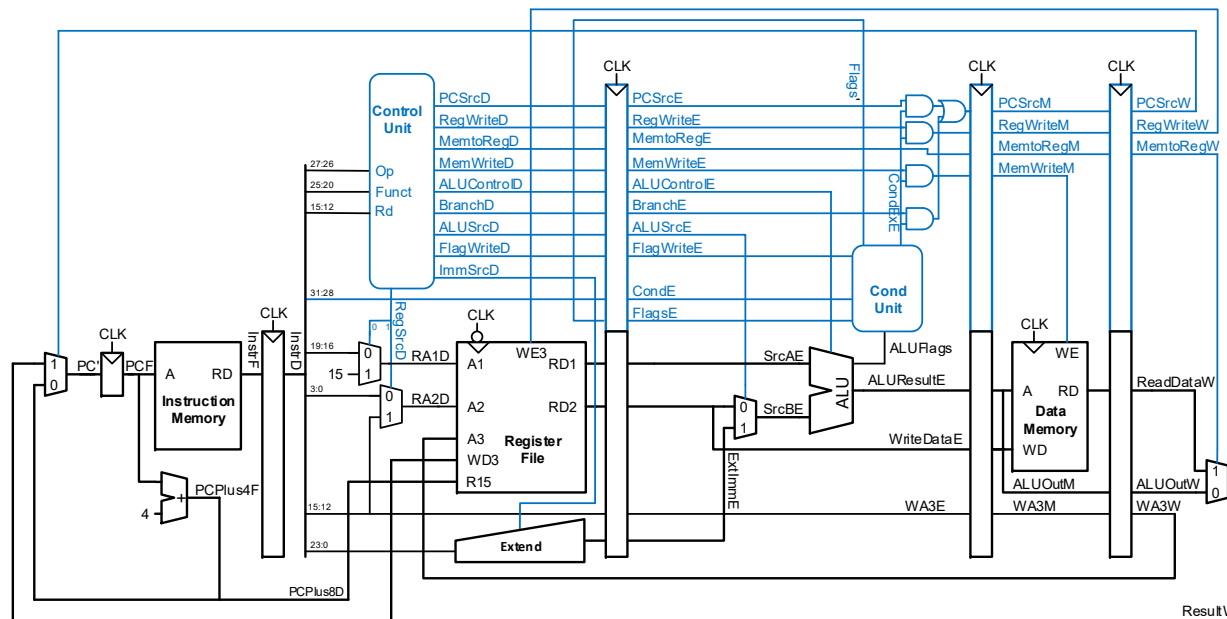 CLK
CLK
CLK
Flags'
Control
Unit
PCSrcD
PCSrcE
PCSrcM
PCSrcW
RegWriteD
RegWriteE
RegWriteM
RegWriteW
MemtoRegD
MemtoRegE
MemtoRegM
MemtoRegW
27:26
Op
MemWriteD
MemWriteE
MemWriteM
25:20
Funct
ALUControlD
ALUControlE
15:12
Rd
BranchD
BranchE
CondExE
ALUSrcD
ALUSrcE
FlagWriteD
FlagWriteE
ImmSrcD
31:28
CondE
Cond
Unit
FlagsE
CLK
CLK
CLK
CLK
InstrF
InstrD
0 1
RegSrcD
19:16
0
1
15
RA1D
A1
WE3
RD1
SrcAE
ALUFlags
WE
1
0
PC'
PCF
A
RD
Instruction
Memory
3:0
0
1
RA2D
A2
RD2
0
1
SrcBE
ALU
ALUResultE
A
RD
ReadDataW
Data
Memory
A3
Register
File
WriteDataE
WD
WD3
R15
ExtImmE
ALUOutM
ALUOutW
1
0
PCPlus4F
+
4
15:12
WA3E
WA3M
WA3W
23:0
Extend
PCPlus8D
ResultW